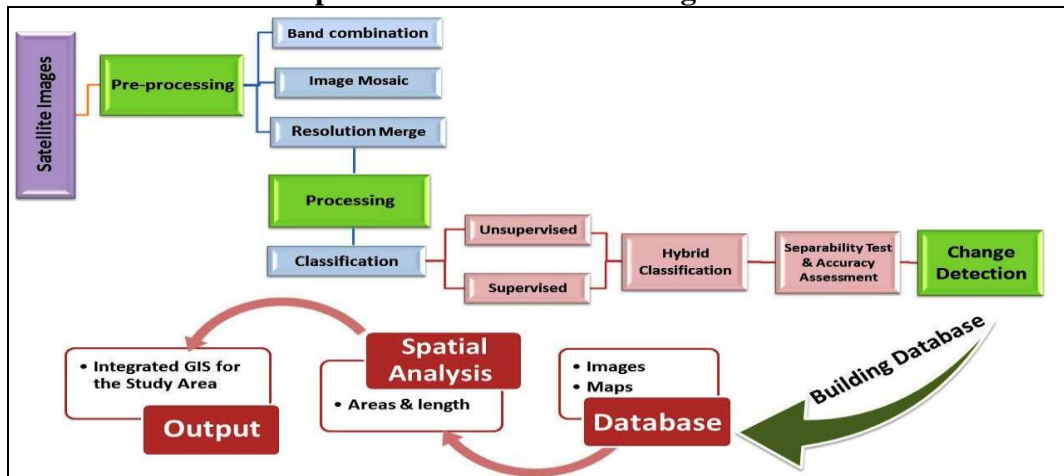 Satellite Images
Pre-processing
Band combination
Image Mosaic
Resolution Merge
Processing
Classification
Unsupervised
Supervised
Hybrid
Classification
Separability Test
& Accuracy
Assessment
Change
Detection
Building Database
• Images
• Maps
Database
Spatial
Analysis
• Areas & length
• Integrated GIS for
the Study Area
Output